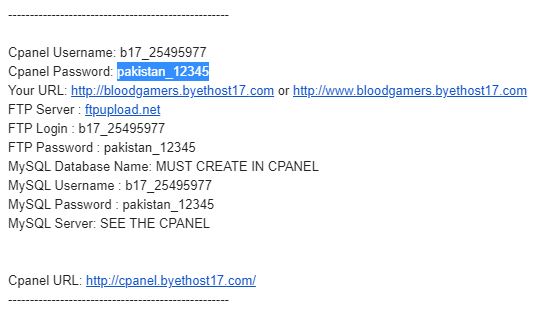 ----------------------------------------------------
Cpanel Username: b17_25495977
Cpanel Password: pakistan_12345
Your URL: http://bloodgamers.byethost17.com or http://www.bloodgamers.byethost17.com
FTP Server : ftpupload.net
FTP Login : b17_25495977
FTP Password : pakistan_12345
MySQL Database Name: MUST CREATE IN CPANEL
MySQL Username : b17_25495977
MySQL Password : pakistan_12345
MySQL Server: SEE THE CPANEL
Cpanel URL: http://cpanel.byethost17.com/
----------------------------------------------------